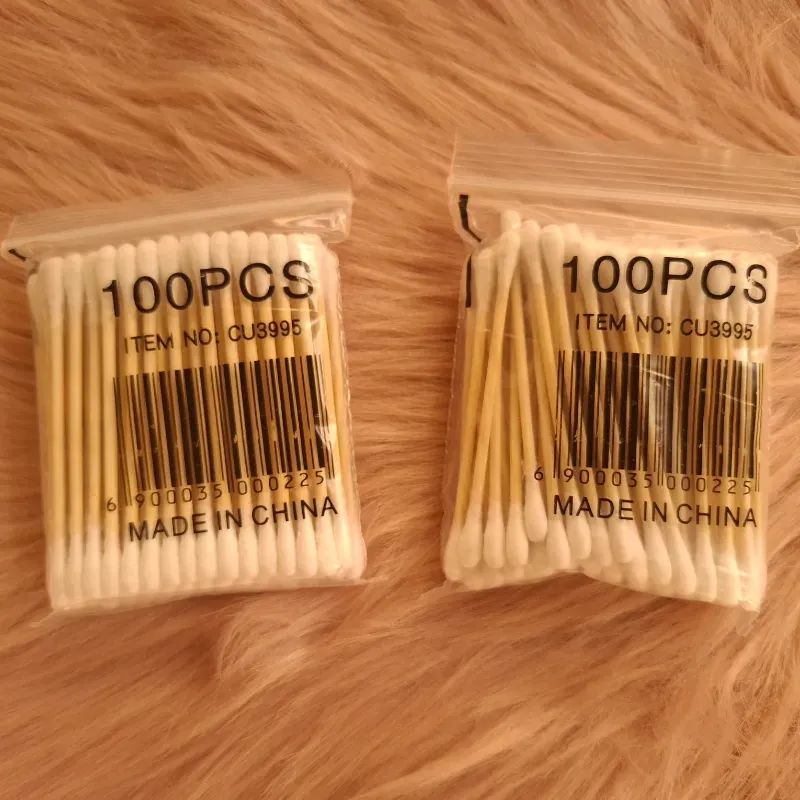 100PCS
ITEM NO: CU3995
6 900035 000225
MADE IN CHINA
100PCS
ITEM NO: CU3995
6 900035 000225
MADE IN CHINA